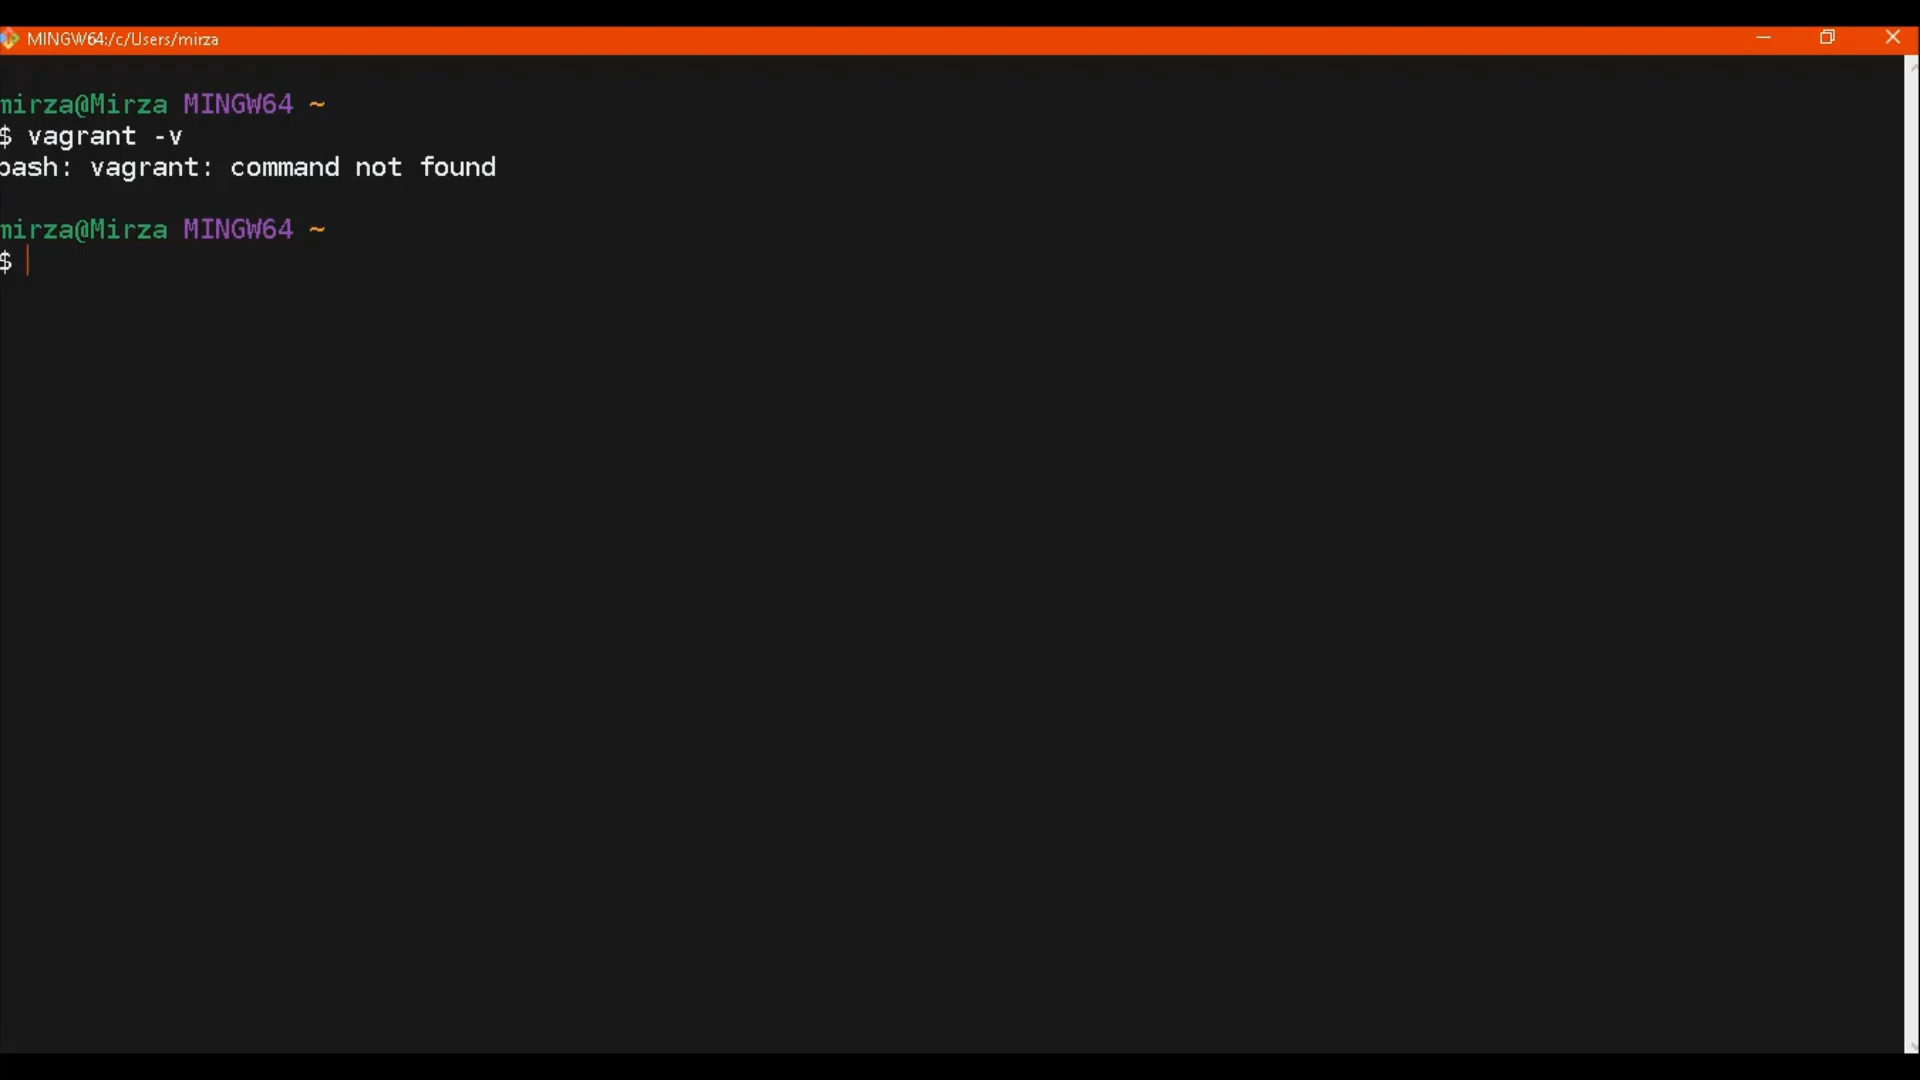 MINGW64:/c/Users/mirza
mirza@Mirza MINGW64 ~
$ vagrant -v
bash: vagrant: command not found
mirza@Mirza MINGW64 ~
$